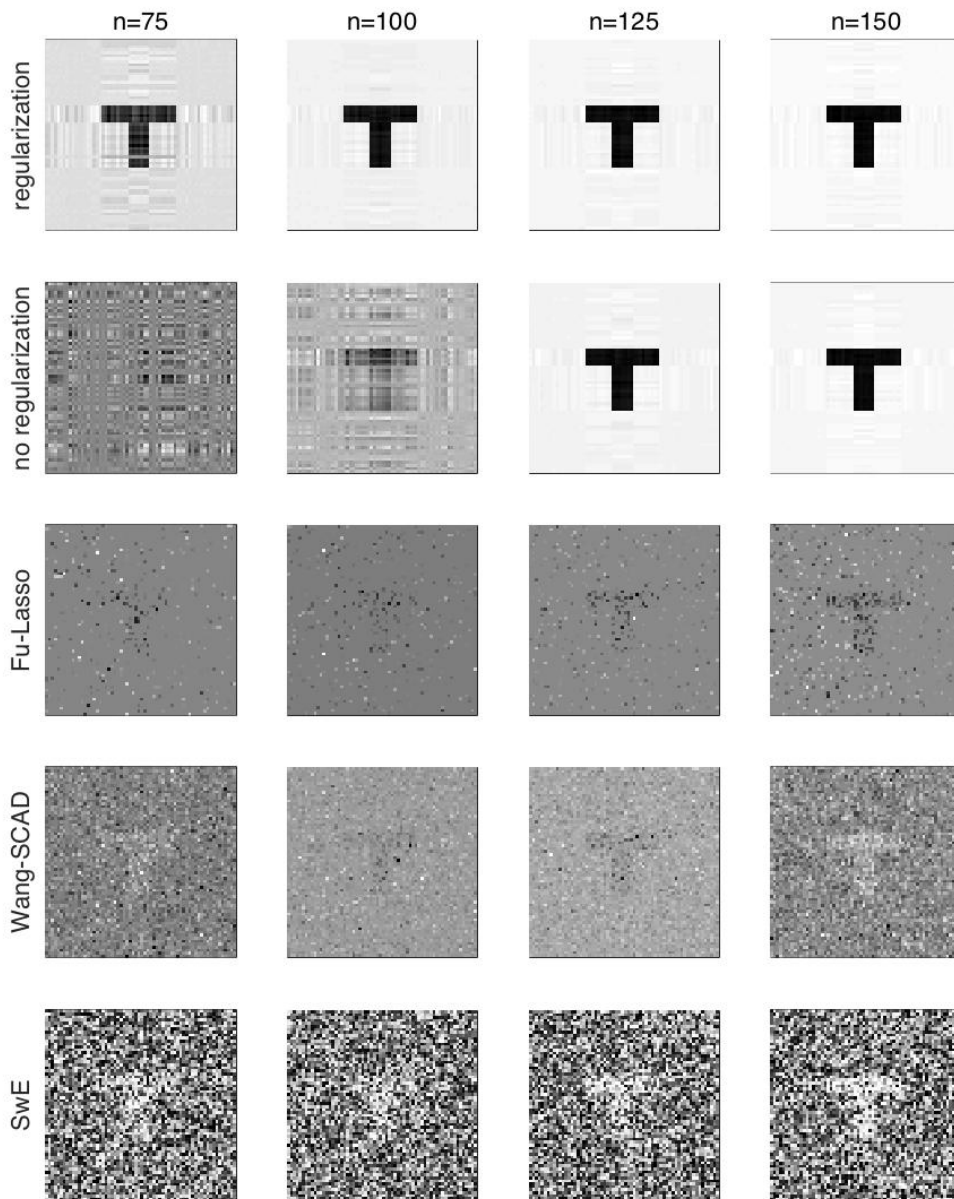 n=75 n=100 n=125 n=150
regularization
no regularization
Fu-Lasso
Wang-SCAD
SwE
T T T T
T T